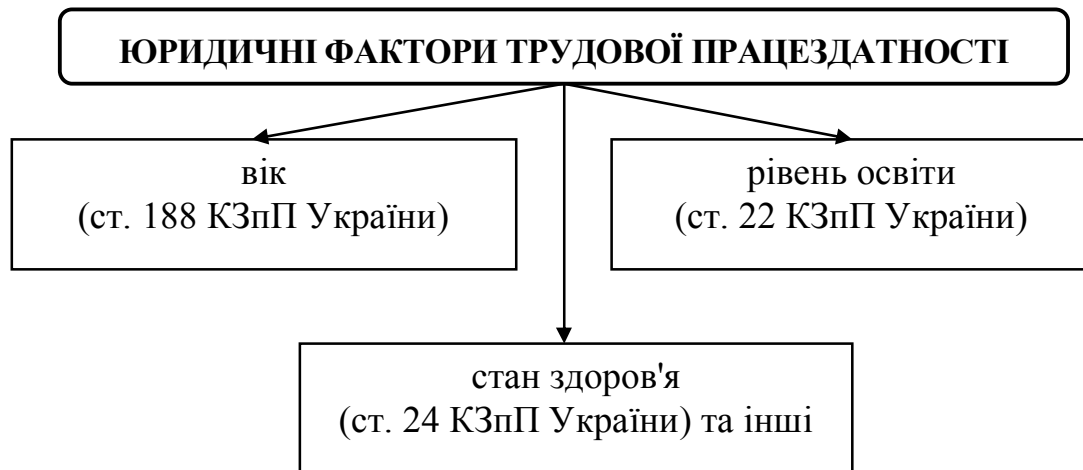 ЮРИДИЧНІ ФАКТОРИ ТРУДОВОЇ ПРАЦЕЗДАТНОСТІ
вік
(ст. 188 КЗпП України)
рівень освіти
(ст. 22 КЗпП України)
стан здоров'я
(ст. 24 КЗпП України) та інші